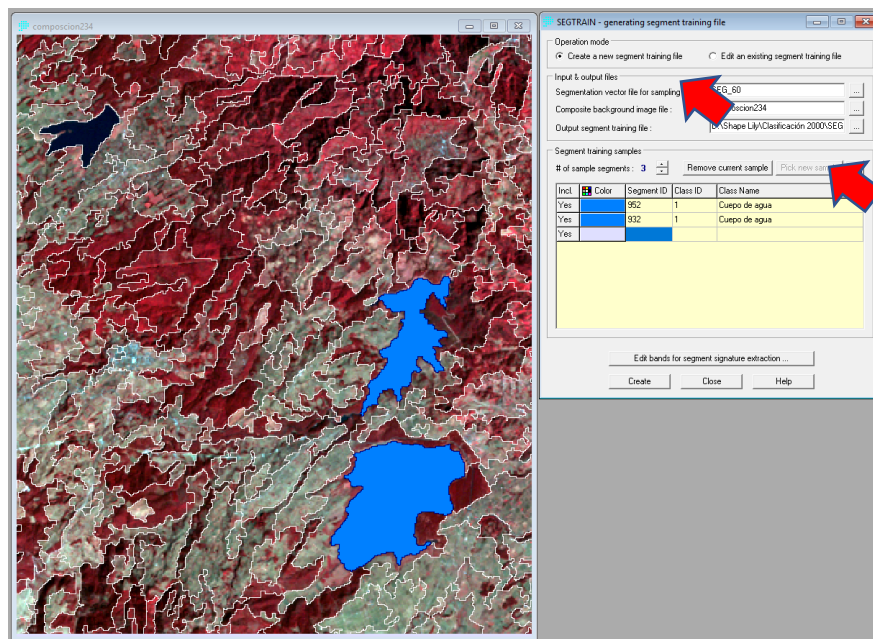 composcion234
SEGTRAIN - generating segment training file
Operation mode
Create a new segment training file
Edit an existing segment training file
Input & output files
Segmentation vector file for sampling
SEG_60
...
Composite background image file :
...
Output segment training file :
\Shape Lily\Clasificación 2000\SEG
...
Segment training samples
# of sample segments : 3
Remove current sample
Pick new
Incl. Color Segment ID Class ID Class Name
Yes 952 1 Cuepo de agua
Yes 932 1 Cuepo de agua
Yes
Edit bands for segment signature extraction ...
Create
Close
Help